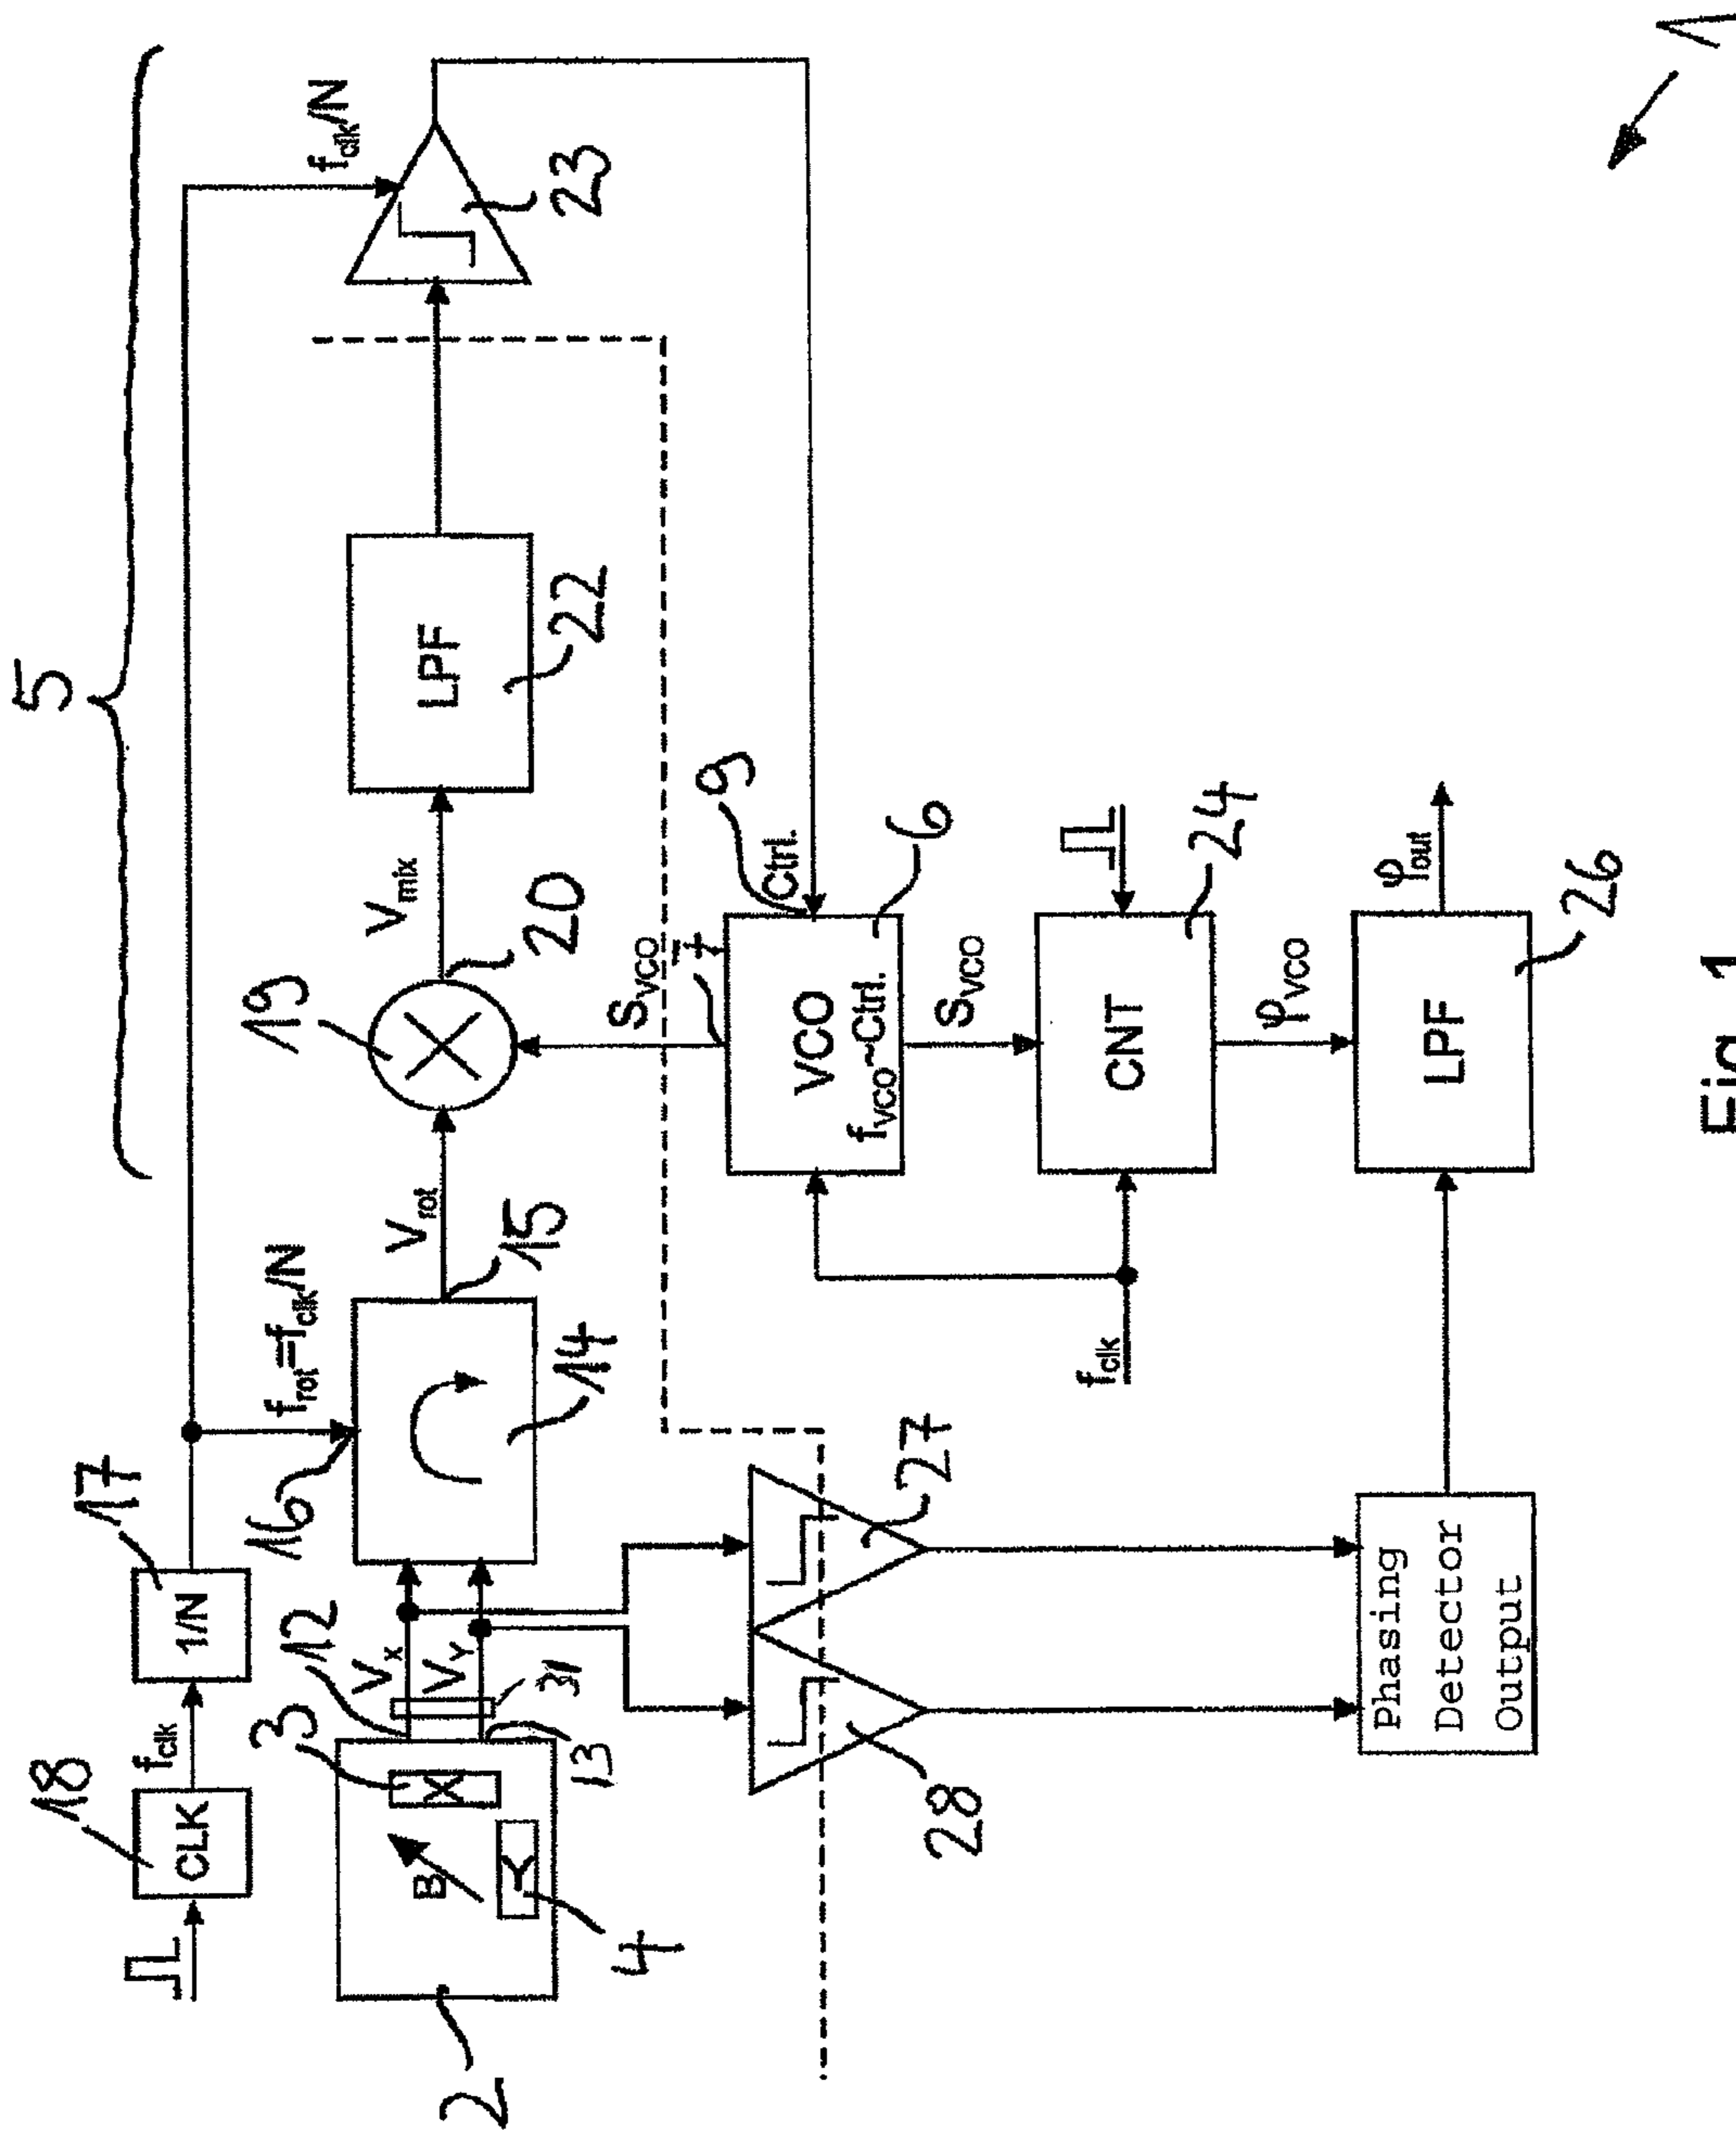 5
18
CLK
f_clk
17
1/N
f_rot=f_clk/N
f_clk/N
16
2
B
3
X
4
Y
12
V_X
V_Y
13
31
14
15
V_rot
19
20
V_mix
LPF
22
23
S_VCO
7
9
Ctrl.
VCO
f_VCO~Ctrl.
6
S_VCO
f_clk
CNT
24
φ_VCO
28
27
Phasing
Detector
Output
LPF
26
φ_out
1
Fig. 1